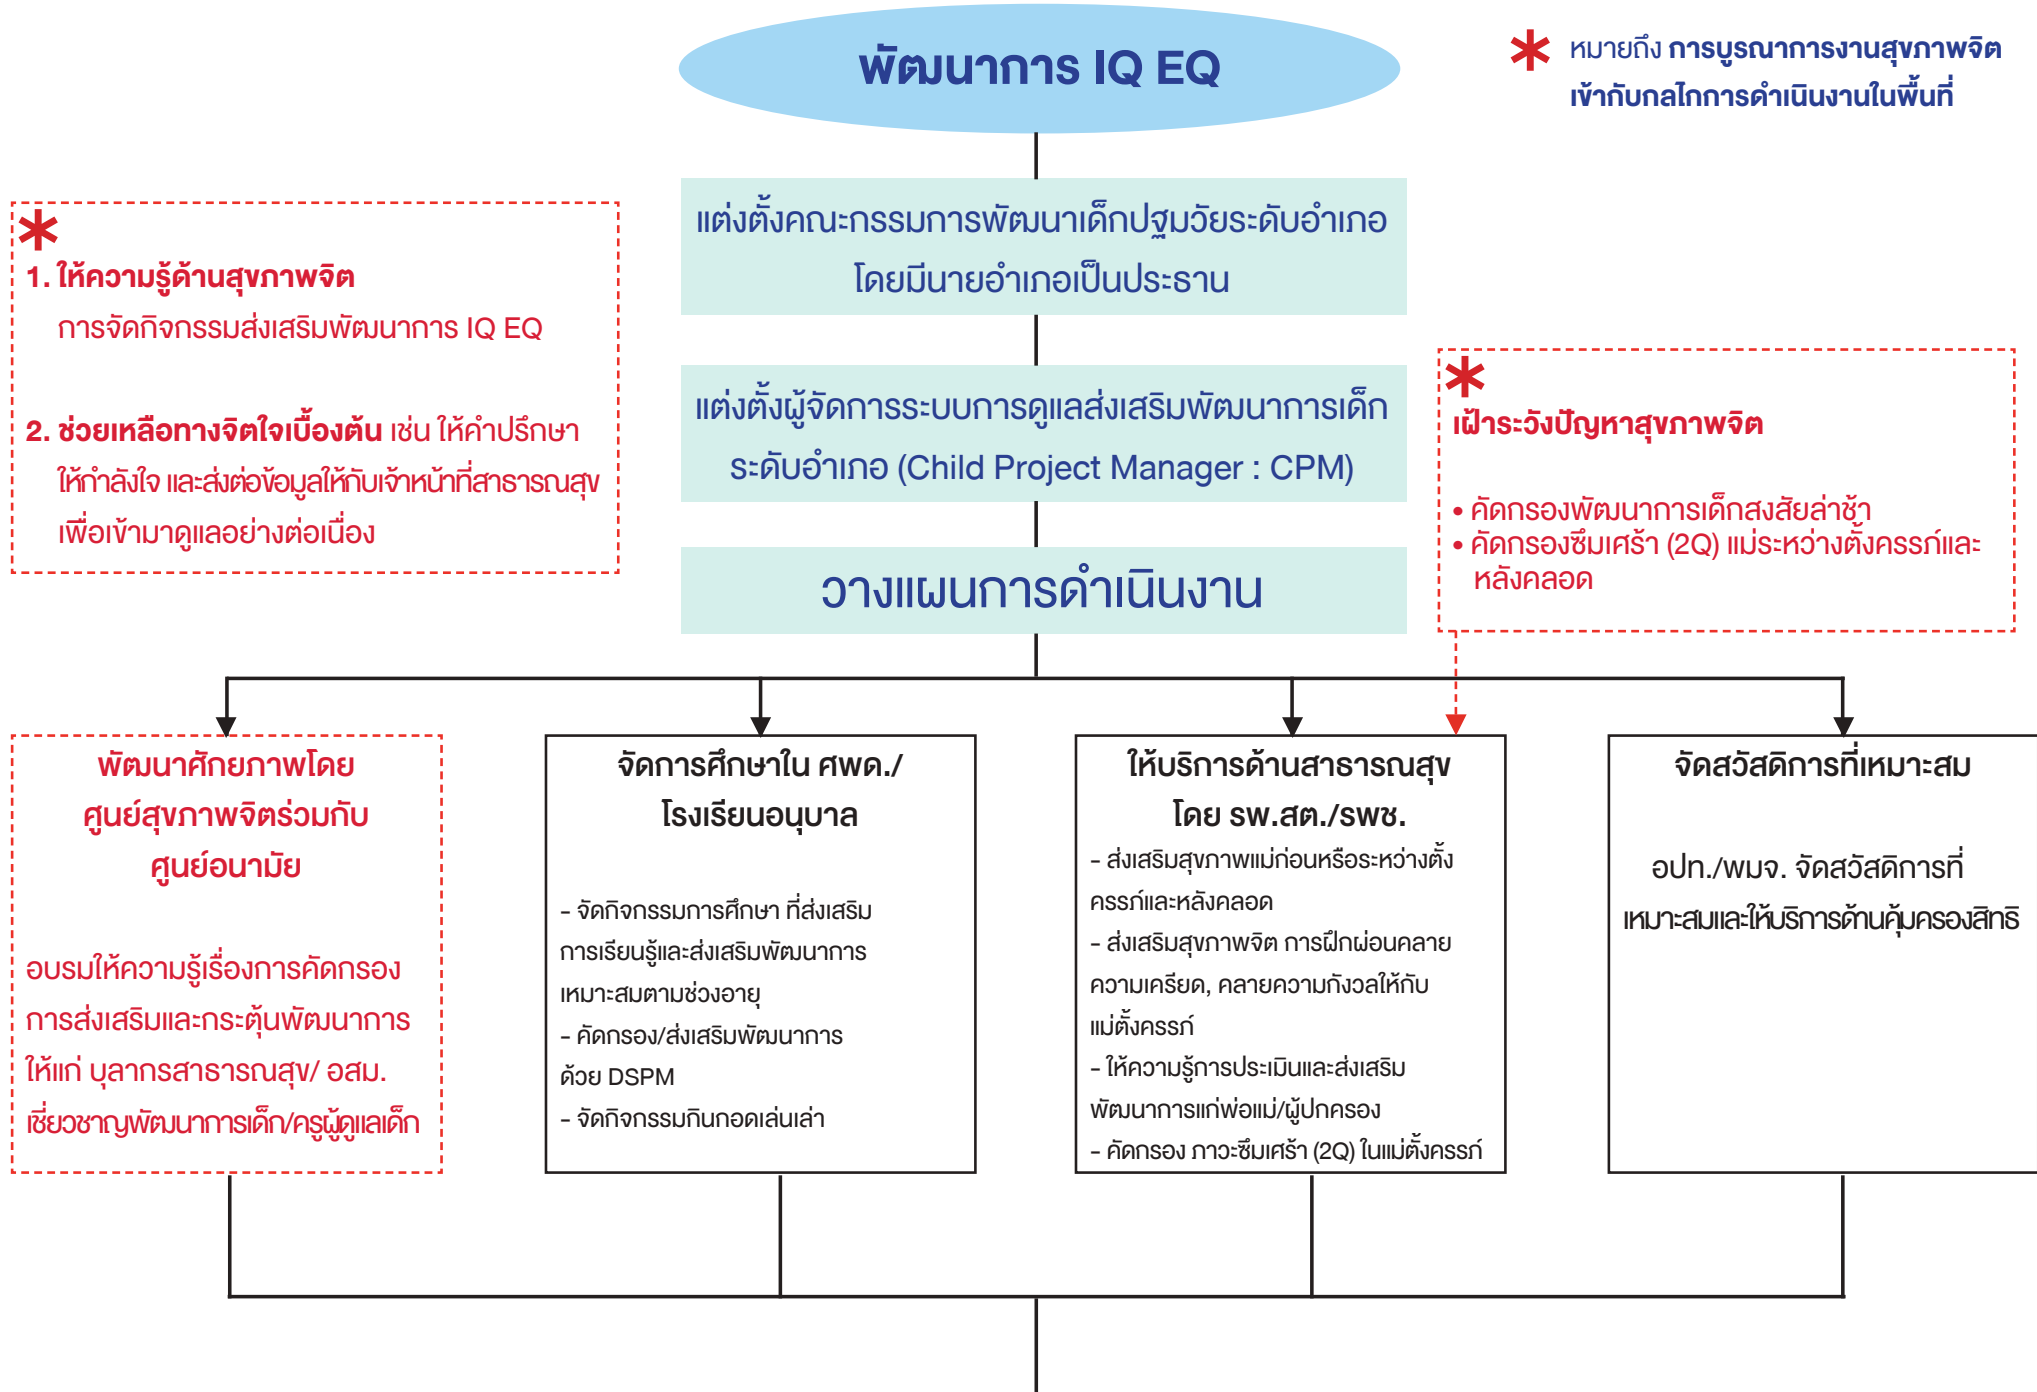 พัฒนาการ IQ EQ
* หมายถึง การบูรณาการงานสุขภาพจิต
เข้ากับกลไกการดำเนินงานในพื้นที่
แต่งตั้งคณะกรรมการพัฒนาเด็กปฐมวัยระดับอำเภอ
โดยมีนายอำเภอเป็นประธาน
*
1. ให้ความรู้ด้านสุขภาพจิต
การจัดกิจกรรมส่งเสริมพัฒนาการ IQ EQ
2. ช่วยเหลือทางจิตใจเบื้องต้น เช่น ให้คำปรึกษา
ให้กำลังใจ และส่งต่อข้อมูลให้กับเจ้าหน้าที่สาธารณสุข
เพื่อเข้ามาดูแลอย่างต่อเนื่อง
แต่งตั้งผู้จัดการระบบการดูแลส่งเสริมพัฒนาการเด็ก
ระดับอำเภอ (Child Project Manager : CPM)
*
เฝ้าระวังปัญหาสุขภาพจิต
• คัดกรองพัฒนาการเด็กสงสัยล่าช้า
• คัดกรองซึมเศร้า (2Q) แม่ระหว่างตั้งครรภ์และ
หลังคลอด
วางแผนการดำเนินงาน
พัฒนาศักยภาพโดย
ศูนย์สุขภาพจิตร่วมกับ
ศูนย์อนามัย
อบรมให้ความรู้เรื่องการคัดกรอง
การส่งเสริมและกระตุ้นพัฒนาการ
ให้แก่ บุลากรสาธารณสุข/ อสม.
เชี่ยวชาญพัฒนาการเด็ก/ครูผู้ดูแลเด็ก
จัดการศึกษาใน ศพด./
โรงเรียนอนุบาล
- จัดกิจกรรมการศึกษา ที่ส่งเสริม
การเรียนรู้และส่งเสริมพัฒนาการ
เหมาะสมตามช่วงอายุ
- คัดกรอง/ส่งเสริมพัฒนาการ
ด้วย DSPM
- จัดกิจกรรมกินกอดเล่นเล่า
ให้บริการด้านสาธารณสุข
โดย รพ.สต./รพช.
- ส่งเสริมสุขภาพแม่ก่อนหรือระหว่างตั้ง
ครรภ์และหลังคลอด
- ส่งเสริมสุขภาพจิต การฝึกผ่อนคลาย
ความเครียด, คลายความกังวลให้กับ
แม่ตั้งครรภ์
- ให้ความรู้การประเมินและส่งเสริม
พัฒนาการแก่พ่อแม่/ผู้ปกครอง
- คัดกรอง ภาวะซึมเศร้า (2Q) ในแม่ตั้งครรภ์
จัดสวัสดิการที่เหมาะสม
อปท./พมจ. จัดสวัสดิการที่
เหมาะสมและให้บริการด้านคุ้มครองสิทธิ